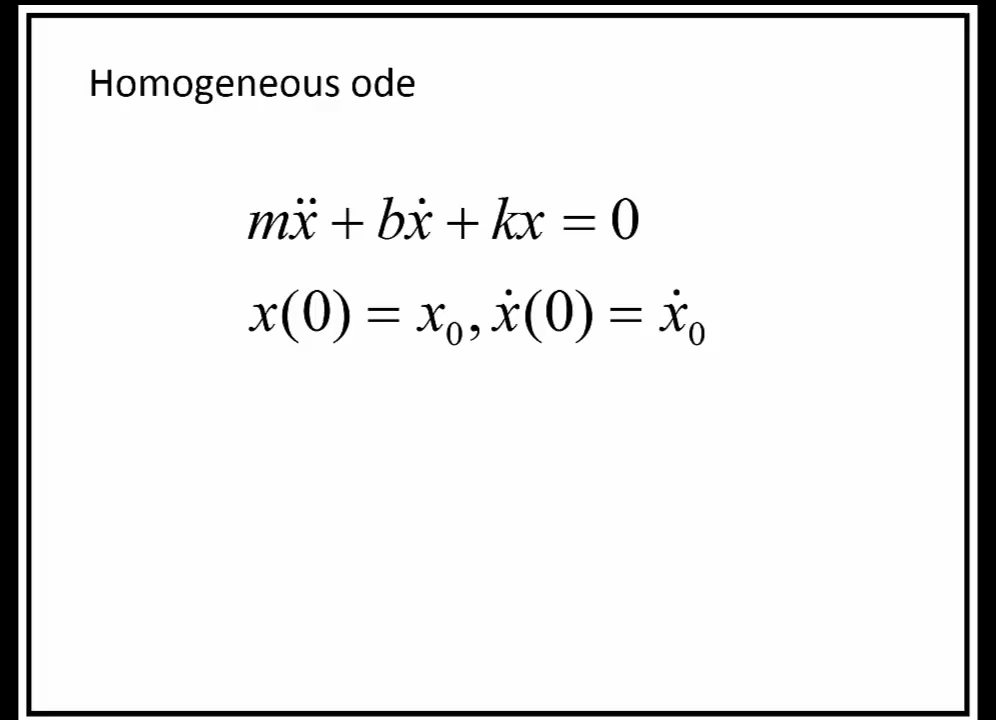 Homogeneous ode
mẍ + bẋ + kx = 0
x(0) = x₀, ẋ(0) = ẋ₀